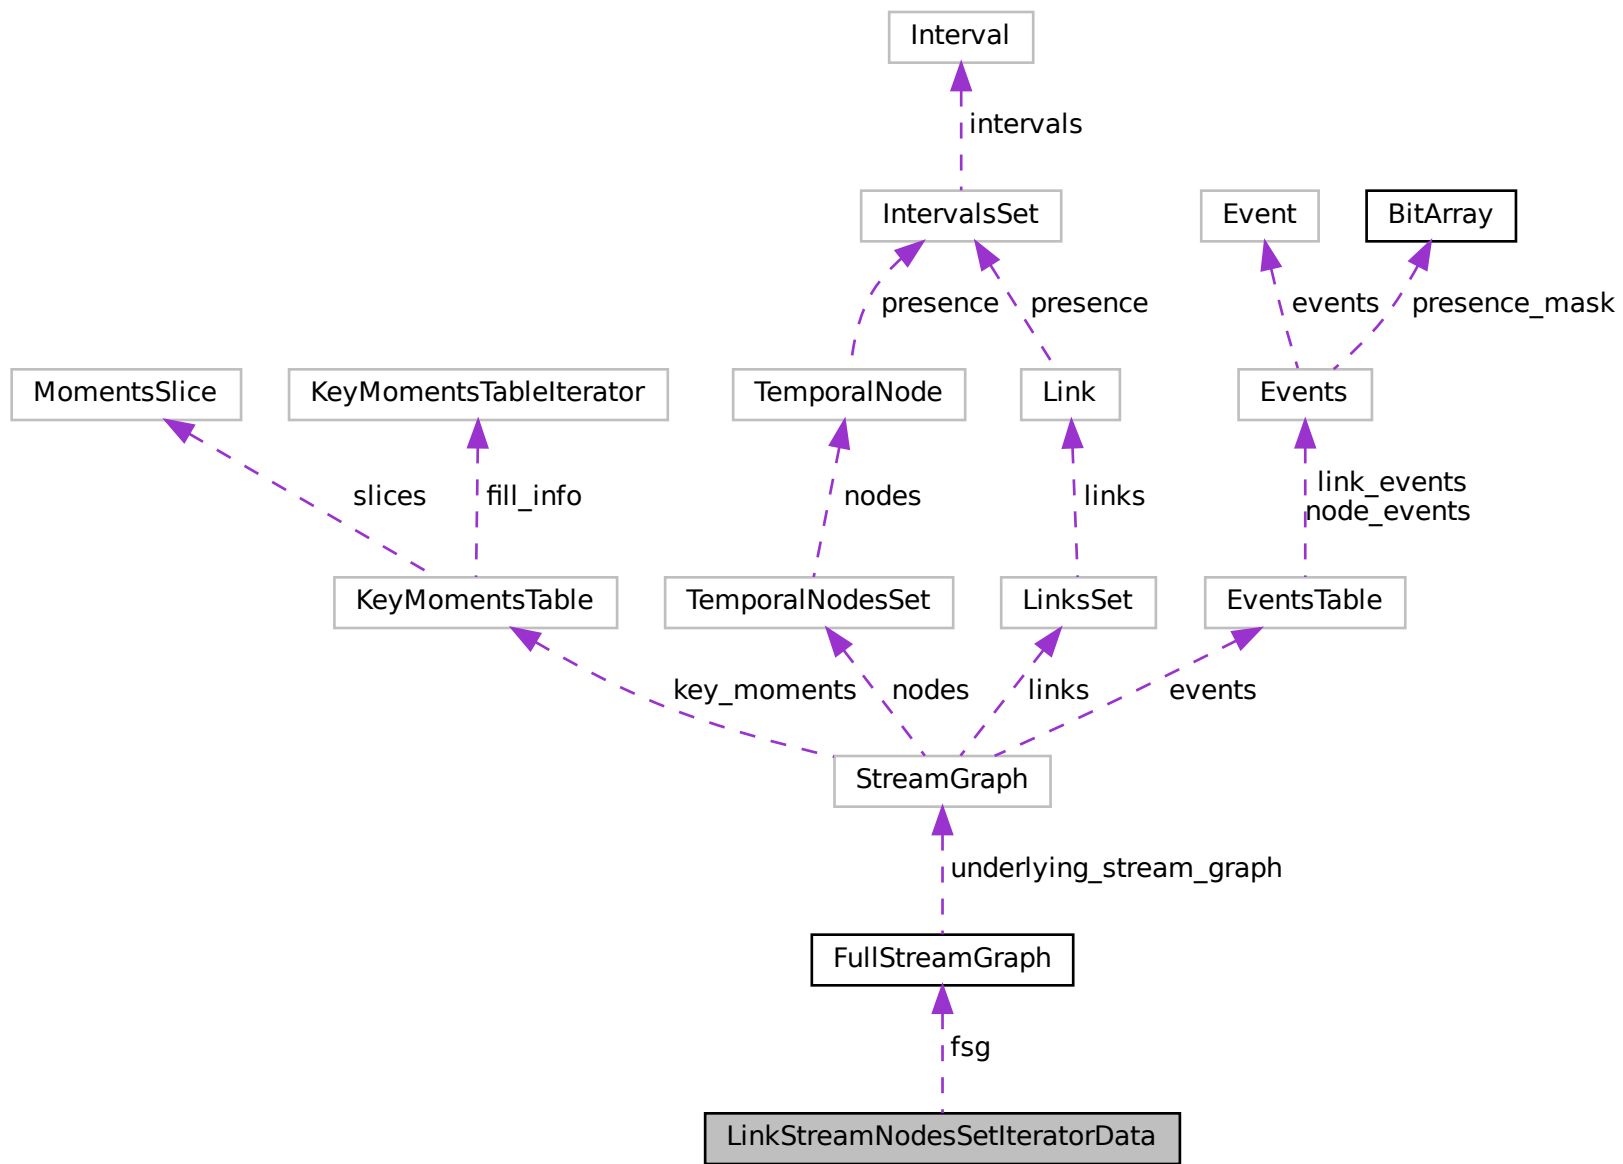 Interval
intervals
IntervalsSet
Event
BitArray
presence
presence
events
presence_mask
MomentsSlice
KeyMomentsTableIterator
TemporalNode
Link
Events
slices
fill_info
nodes
links
link_events
node_events
KeyMomentsTable
TemporalNodesSet
LinksSet
EventsTable
key_moments
nodes
links
events
StreamGraph
underlying_stream_graph
FullStreamGraph
fsg
LinkStreamNodesSetIteratorData